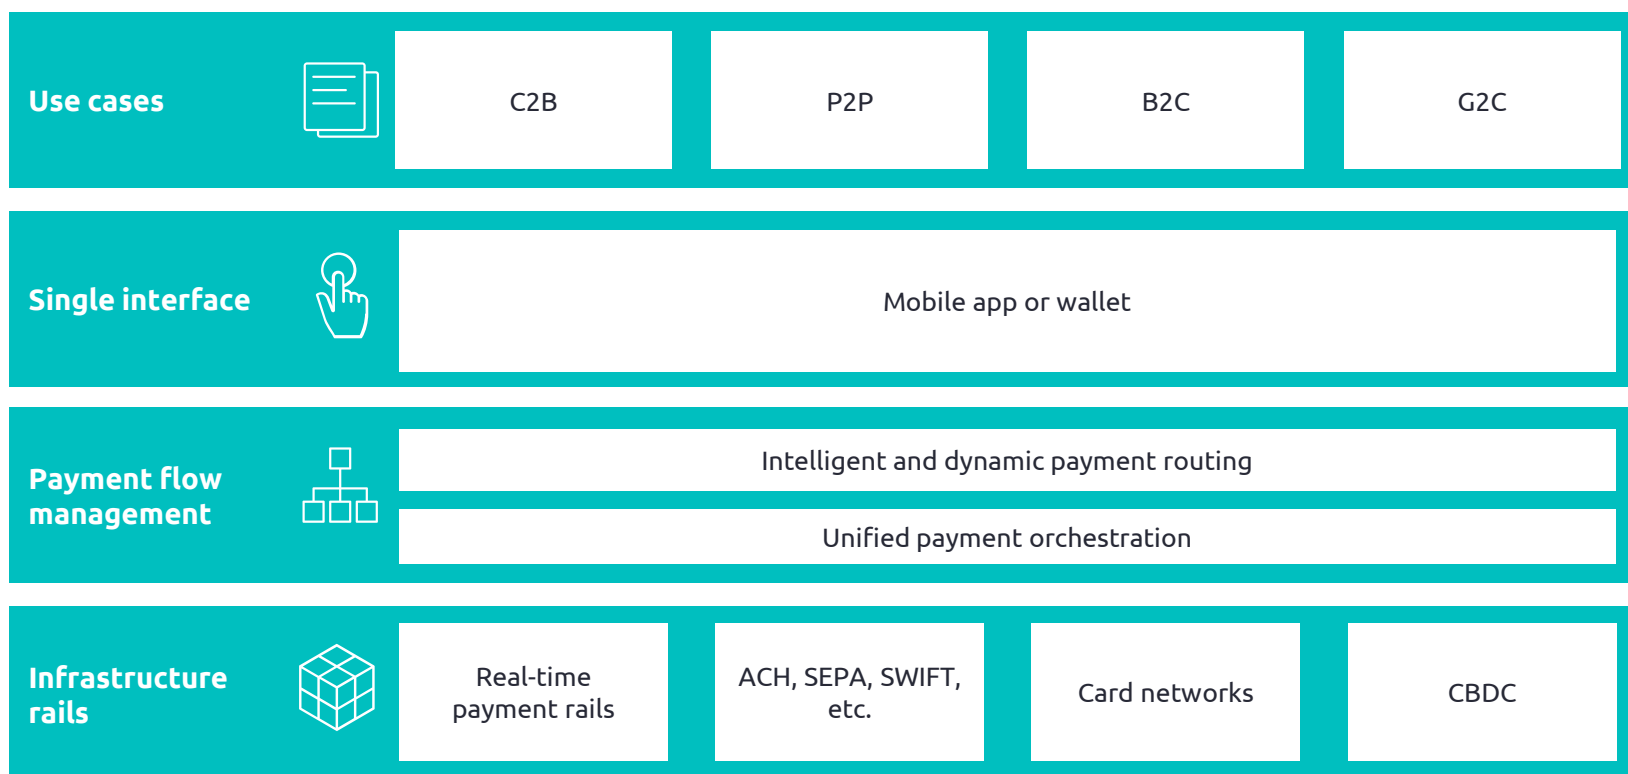 Use cases
C2B
P2P
B2C
G2C
Single interface
Mobile app or wallet
Payment flow
management
Intelligent and dynamic payment routing
Unified payment orchestration
Infrastructure
rails
Real-time
payment rails
ACH, SEPA, SWIFT,
etc.
Card networks
CBDC